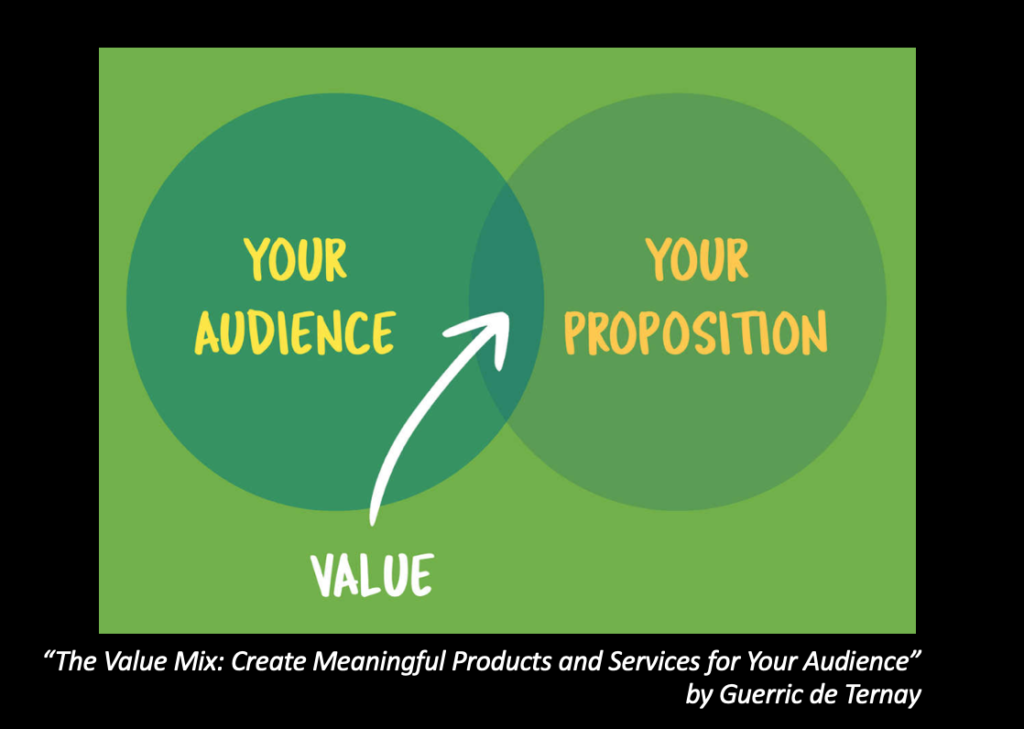 YOUR
AUDIENCE
YOUR
PROPOSITION
VALUE
“The Value Mix: Create Meaningful Products and Services for Your Audience”
by Guerric de Ternay